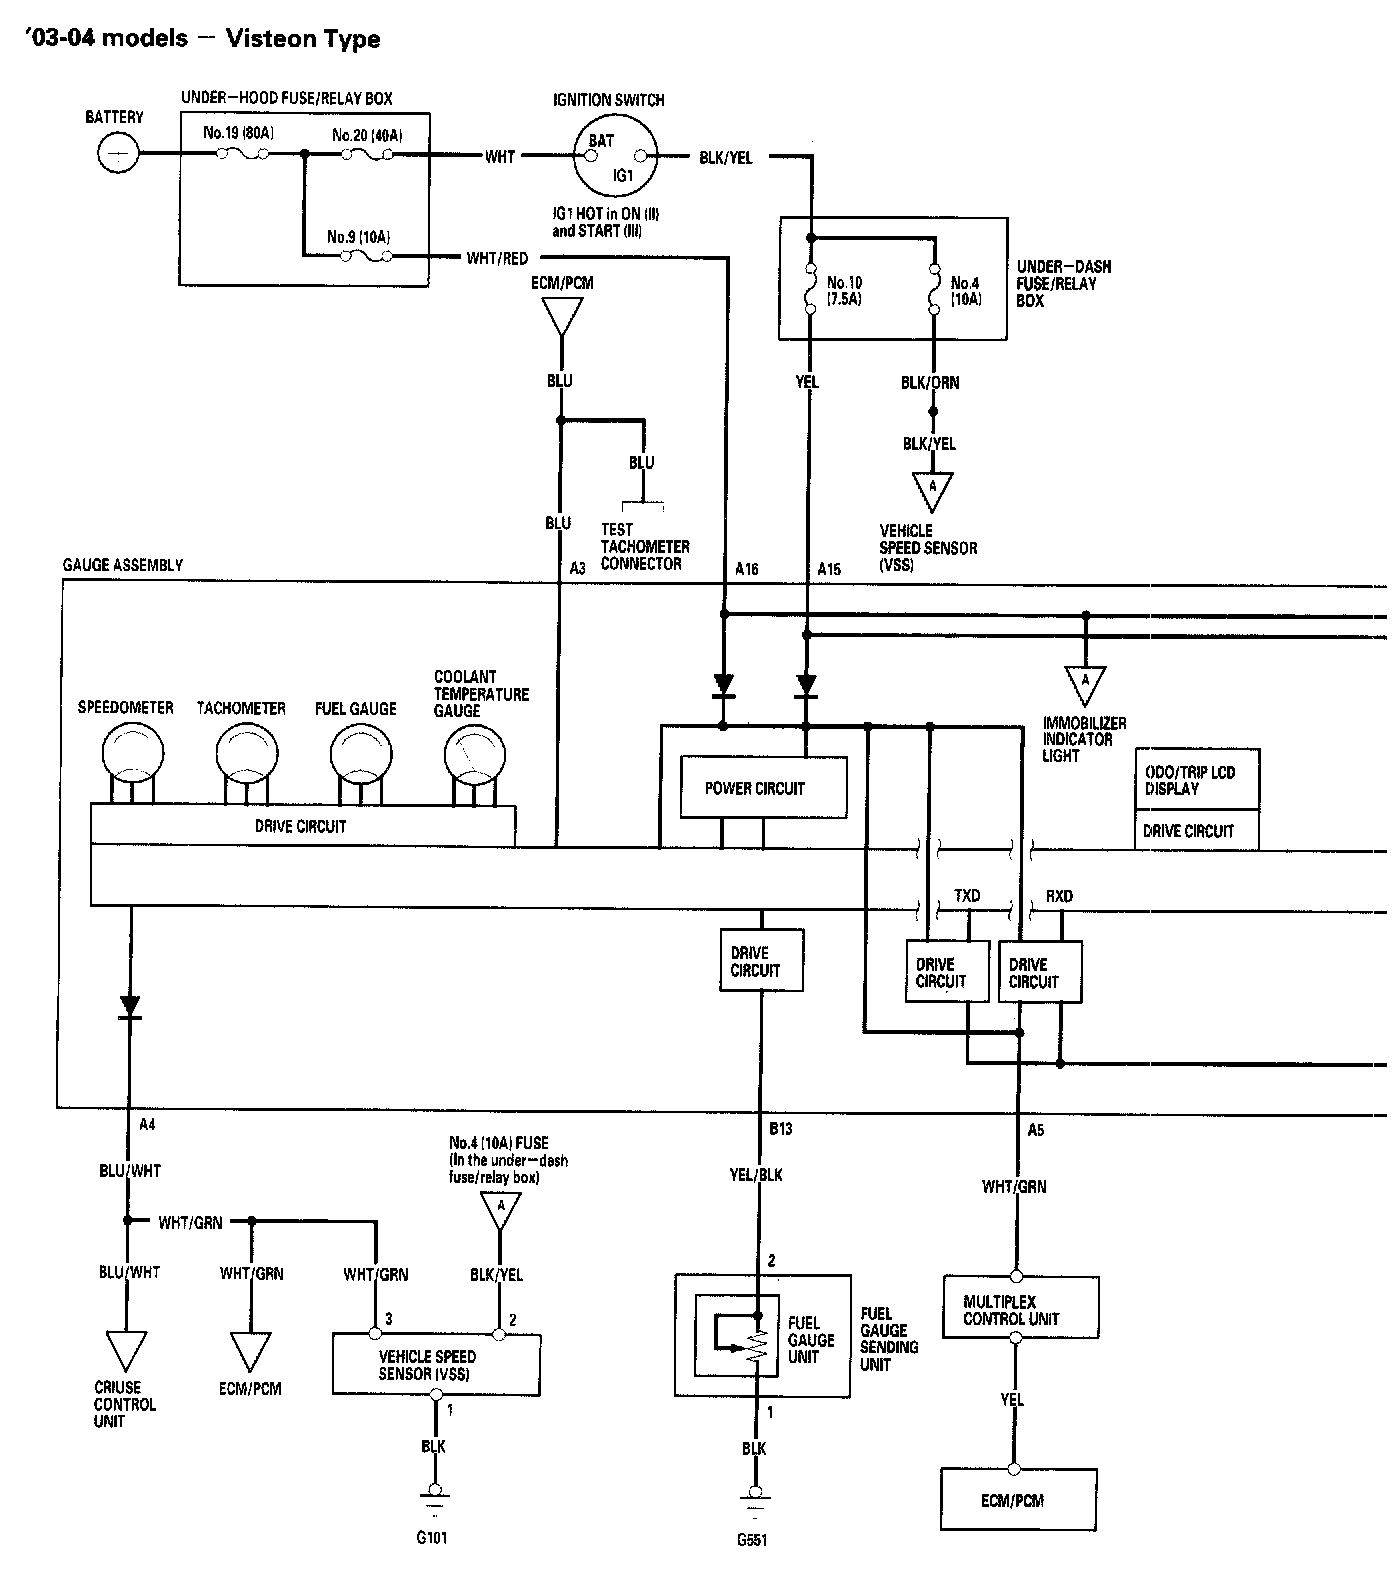 '03-04 models — Visteon Type
UNDER-HOOD FUSE/RELAY BOX
IGNITION SWITCH
BATTERY
No.19 (80A)
No.20 (40A)
WHT
BAT
IG1
BLK/YEL
IG1 HOT in ON (II)
and START (III)
No.9 (10A)
WHT/RED
ECM/PCM
No.10
(7.5A)
No.4
(10A)
UNDER-DASH
FUSE/RELAY
BOX
BLU
YEL
BLK/ORN
BLK/YEL
BLU
A
BLU
TEST
TACHOMETER
CONNECTOR
VEHICLE
SPEED SENSOR
(VSS)
GAUGE ASSEMBLY
A3
A16
A15
SPEEDOMETER
TACHOMETER
FUEL GAUGE
COOLANT
TEMPERATURE
GAUGE
A
IMMOBILIZER
INDICATOR
LIGHT
POWER CIRCUIT
ODO/TRIP LCD
DISPLAY
DRIVE CIRCUIT
DRIVE CIRCUIT
TXD
RXD
DRIVE
CIRCUIT
DRIVE
CIRCUIT
DRIVE
CIRCUIT
A4
B13
A5
No.4 (10A) FUSE
(In the under-dash
fuse/relay box)
BLU/WHT
YEL/BLK
WHT/GRN
A
WHT/GRN
BLU/WHT
WHT/GRN
WHT/GRN
BLK/YEL
2
3
2
MULTIPLEX
CONTROL UNIT
FUEL
GAUGE
UNIT
FUEL
GAUGE
SENDING
UNIT
VEHICLE SPEED
SENSOR (VSS)
CRIUSE
CONTROL
UNIT
ECM/PCM
1
1
YEL
BLK
BLK
ECM/PCM
G101
G551